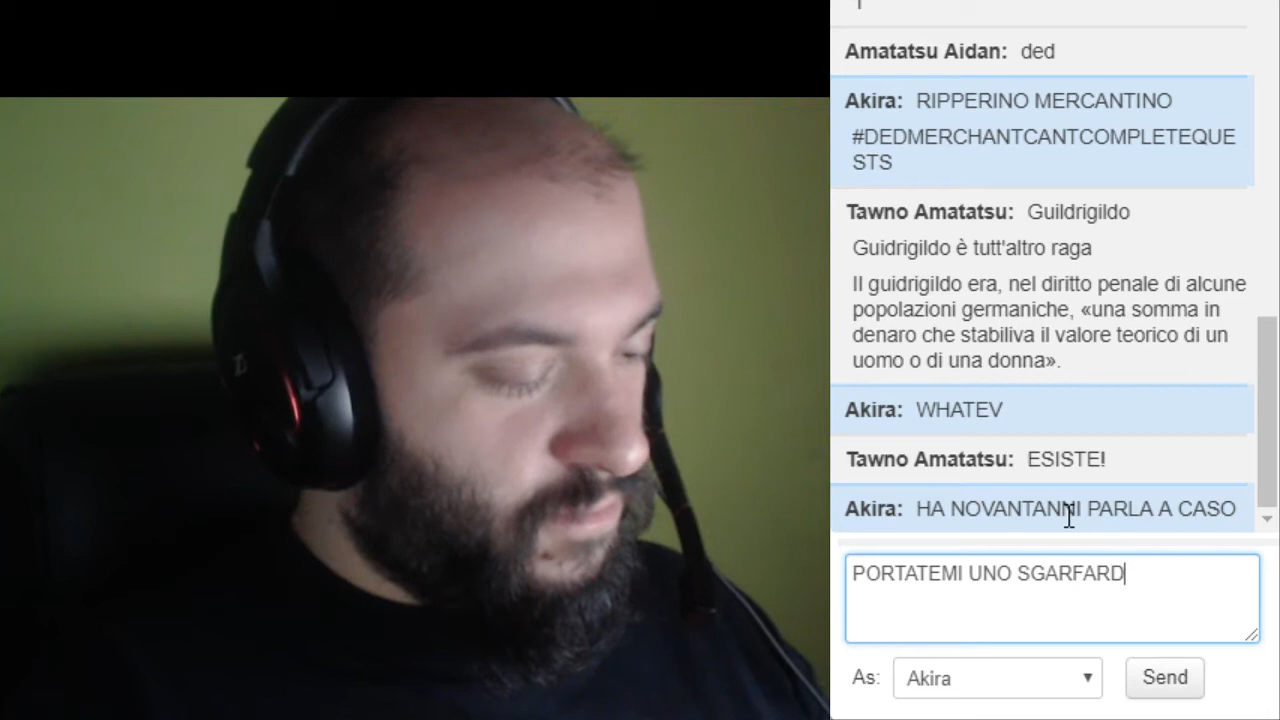 Amatatsu Aidan: ded
Akira: RIPPERINO MERCANTINO
#DEDMERCHANTCANTCOMPLETEQUE
STS
Tawno Amatatsu: Guildrigildo
Guidrigildo è tutt'altro raga
Il guidrigildo era, nel diritto penale di alcune
popolazioni germaniche, «una somma in
denaro che stabiliva il valore teorico di un
uomo o di una donna».
Akira: WHATEV
Tawno Amatatsu: ESISTE!
Akira: HA NOVANTANNI PARLA A CASO
PORTATEMI UNO SGARFARD
As: Akira Send